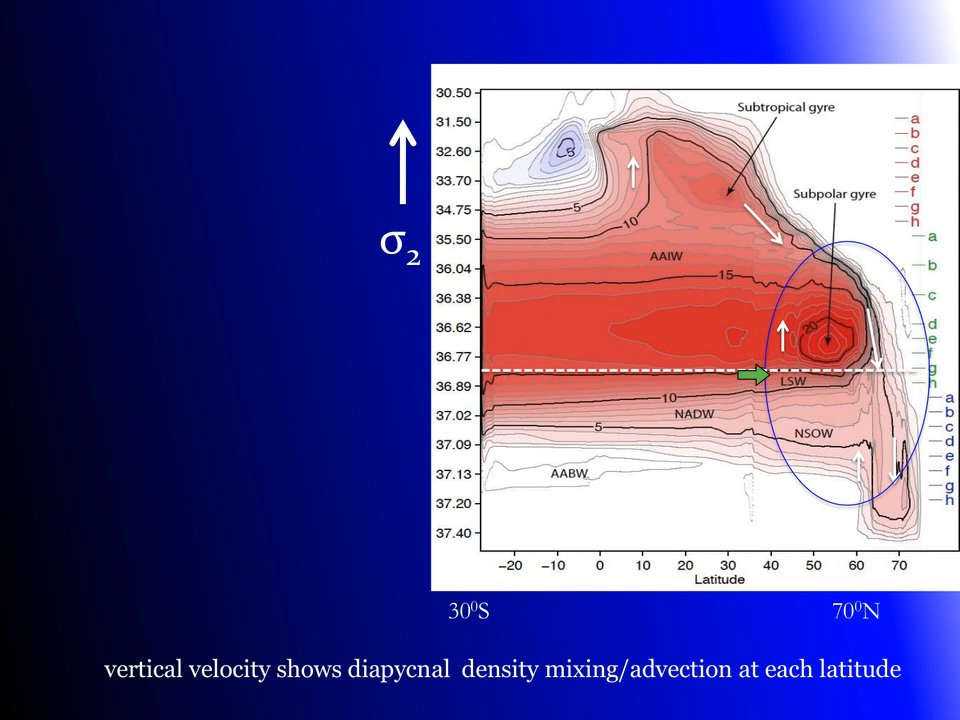 30.50
31.50
32.60
33.70
34.75
35.50
36.04
36.38
36.62
36.77
36.89
37.02
37.09
37.13
37.20
37.40
σ2
Subtropical gyre
Subpolar gyre
5
5
10
AAIW
15
20
LSW
10
NADW
5
NSOW
AABW
a
b
c
d
e
f
g
h
a
b
c
d
e
f
g
h
a
b
c
d
e
f
g
h
−20 −10 0 10 20 30 40 50 60 70
Latitude
30⁰S 70⁰N
vertical velocity shows diapycnal density mixing/advection at each latitude